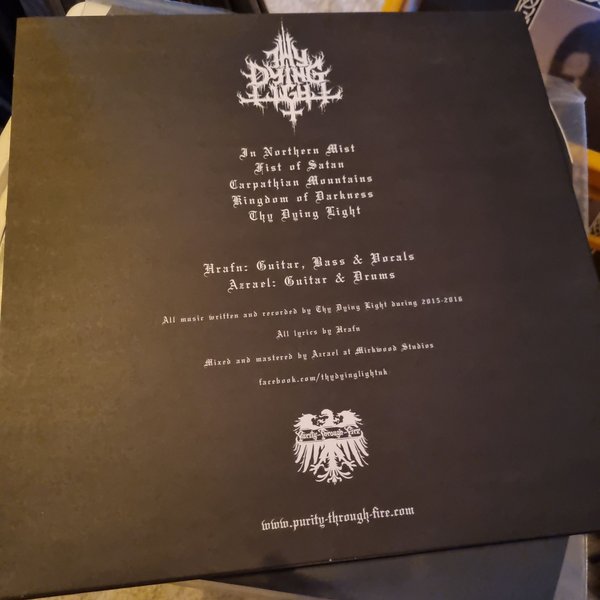 THY
DYING
LIGHT
In Northern Mist
Fist of Satan
Carpathian Mountains
Kingdom of Darkness
Thy Dying Light
Hrafn: Guitar, Bass & Vocals
Azrael: Guitar & Drums
All music written and recorded by Thy Dying Light during 2015-2016
All lyrics by Hrafn
Mixed and mastered by Azrael at Mirkwood Studios
facebook.com/thydyinglightuk
Purity-Through-Fire
www.purity-through-fire.com